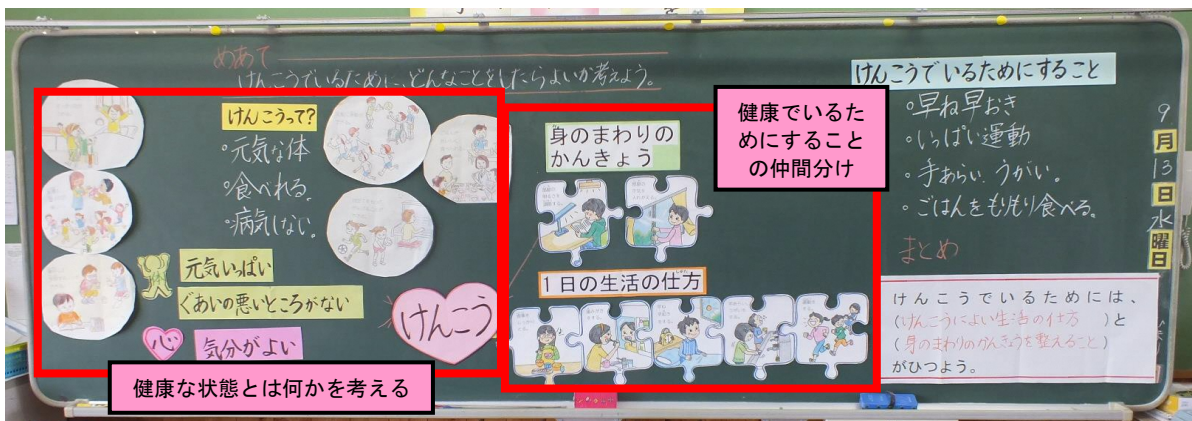 めあて
けんこうでいるために、どんなことをしたらよいか考えよう。
けんこうって?
・元気な体
・食べれる。
・病気しない。
元気いっぱい
ぐあいの悪いところがない
心
気分がよい
けんこう
健康な状態とは何かを考える
身のまわりの
かんきょう
1日の生活の仕方
健康でいるた
めにすること
の仲間分け
けんこうでいるためにすること
・早ね早おき
・いっぱい運動
・手あらい、うがい。
・ごはんをもりもり食べる。
まとめ
けんこうでいるためには、
(けんこうによい生活の仕方)と
(身のまわりのかんきょうを整えること)
がひつよう。
9
月
13
日
水
曜
日